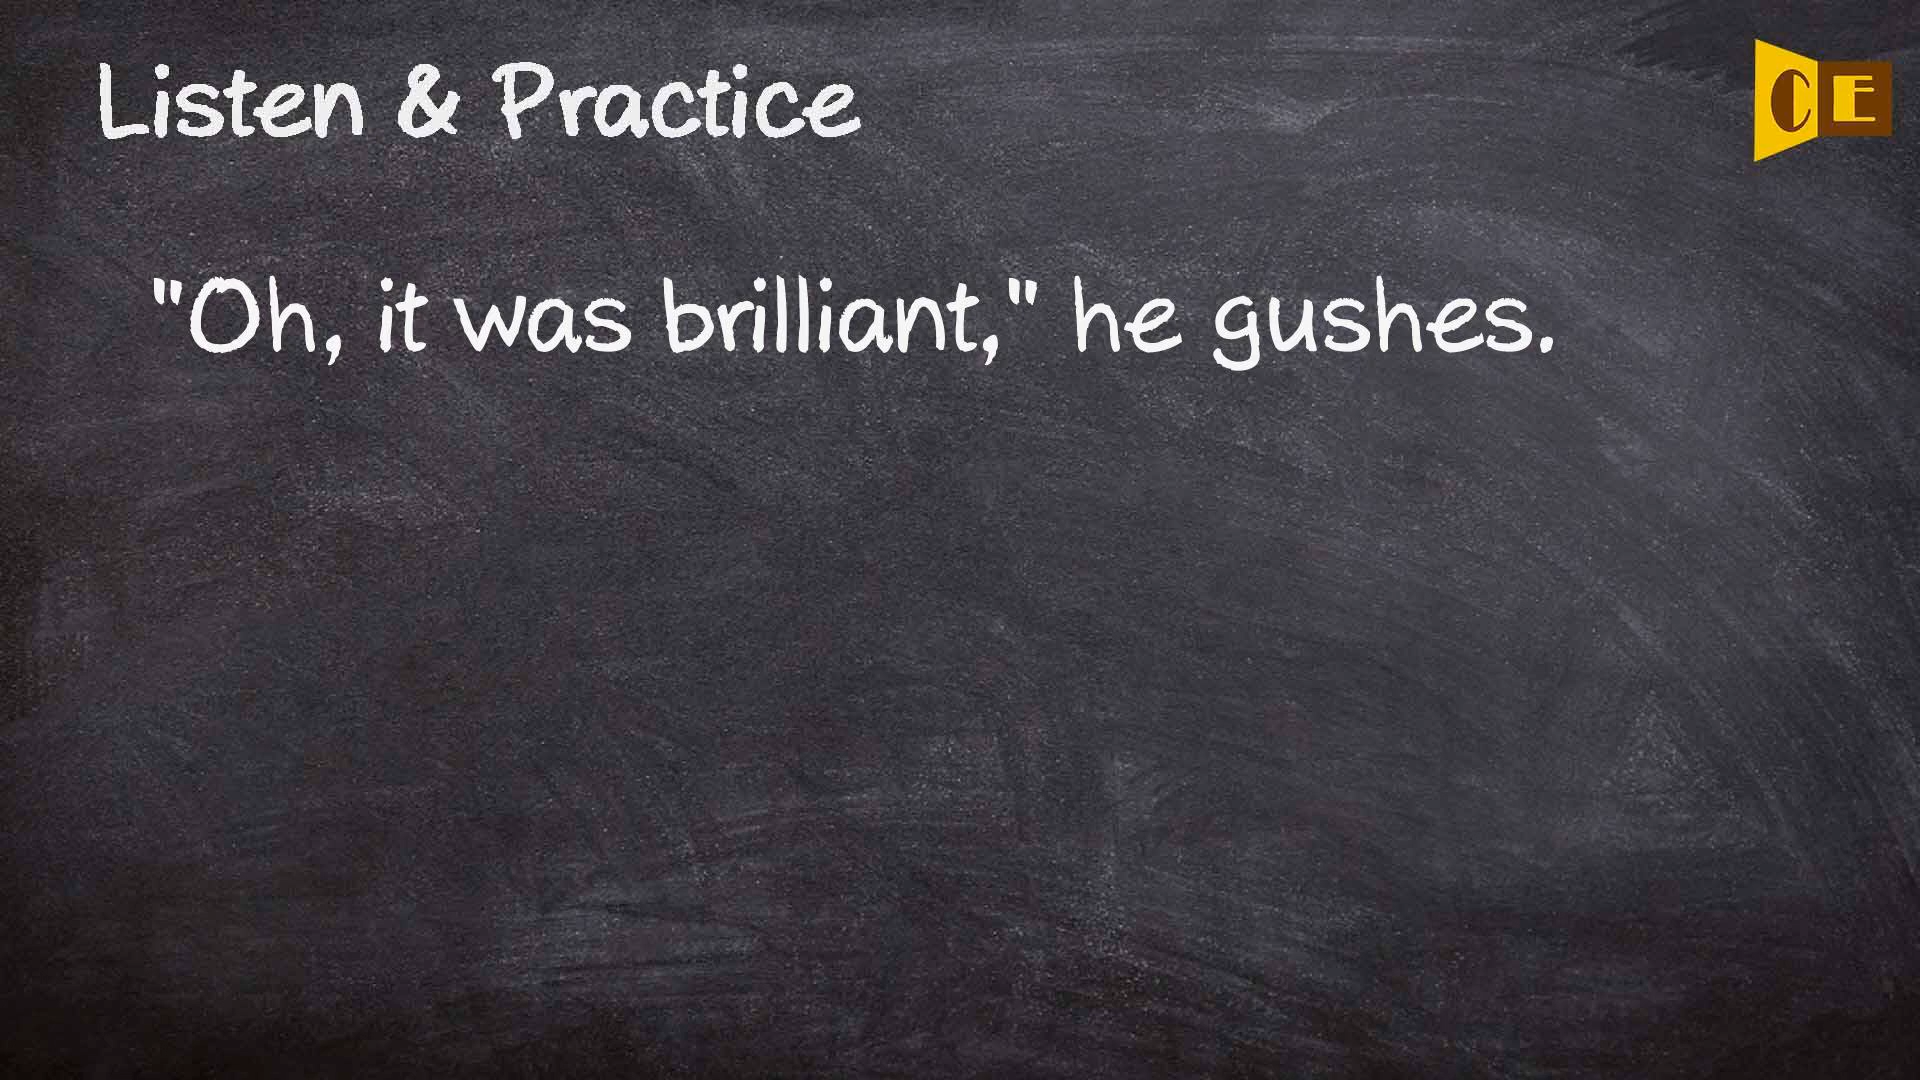 Listen & Practice
CE
"Oh, it was brilliant," he gushes.